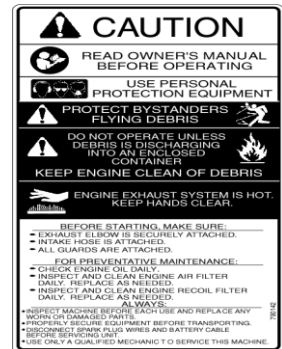 CAUTION
READ OWNER'S MANUAL
BEFORE OPERATING
USE PERSONAL
PROTECTION EQUIPMENT
PROTECT BYSTANDERS
FLYING DEBRIS
DO NOT OPERATE UNLESS
DEBRIS IS DISCHARGING
INTO AN ENCLOSED
CONTAINER
KEEP ENGINE CLEAN OF DEBRIS
ENGINE EXHAUST SYSTEM IS HOT.
KEEP HANDS CLEAR.
BEFORE STARTING, MAKE SURE:
- EXHAUST ELBOW IS SECURELY ATTACHED.
- INTAKE HOSE IS ATTACHED.
- ALL GUARDS ARE ATTACHED.
FOR PREVENTATIVE MAINTENANCE:
- CHECK ENGINE OIL DAILY.
- INSPECT AND CLEAN ENGINE AIR FILTER
DAILY. REPLACE AS NEEDED.
- INSPECT AND CLEAN ENGINE RECOIL FILTER
DAILY. REPLACE AS NEEDED.
ALWAYS:
•INSPECT MACHINE BEFORE EACH USE AND REPLACE ANY
WORN OR DAMAGED PARTS.
•PROPERLY SECURE EQUIPMENT BEFORE TRANSPORTING.
•DISCONNECT SPARK PLUG WIRES AND BATTERY CABLE
BEFORE SERVICING UNIT.
•USE ONLY A QUALIFIED MECHANIC T O SERVICE THIS MACHINE.
790142